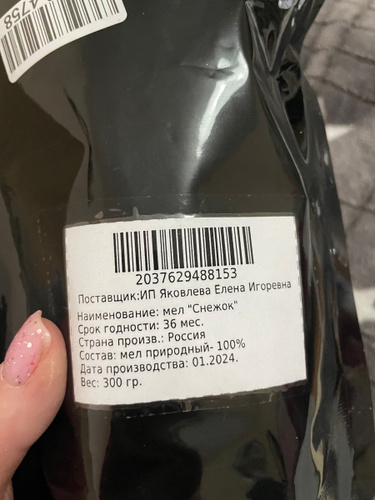 4758
2037629488153
Поставщик:ИП Яковлева Елена Игоревна
Наименование: мел "Снежок"
Срок годности: 36 мес.
Страна произв.: Россия
Состав: мел природный- 100%
Дата производства: 01.2024.
Вес: 300 гр.